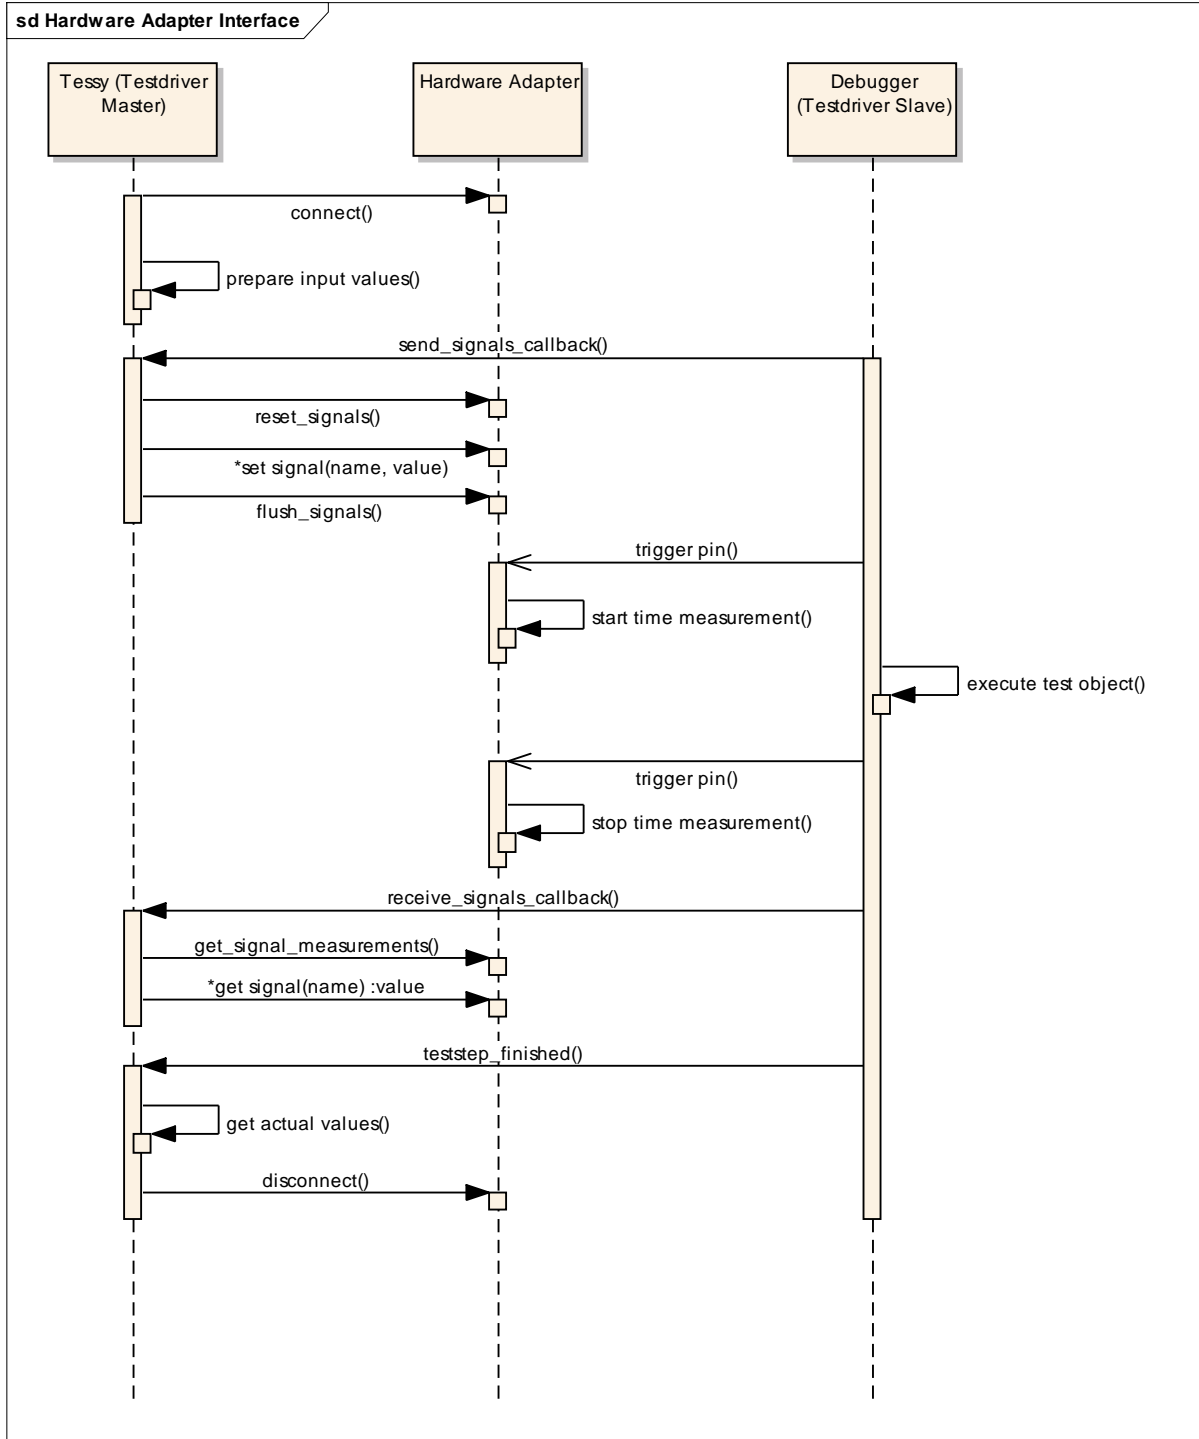 sd Hardware Adapter Interface
Tessy (Testdriver
Master)
Hardware Adapter
Debugger
(Testdriver Slave)
connect()
prepare input values()
send_signals_callback()
reset_signals()
*set signal(name, value)
flush_signals()
trigger pin()
start time measurement()
execute test object()
trigger pin()
stop time measurement()
receive_signals_callback()
get_signal_measurements()
*get signal(name) :value
teststep_finished()
get actual values()
disconnect()